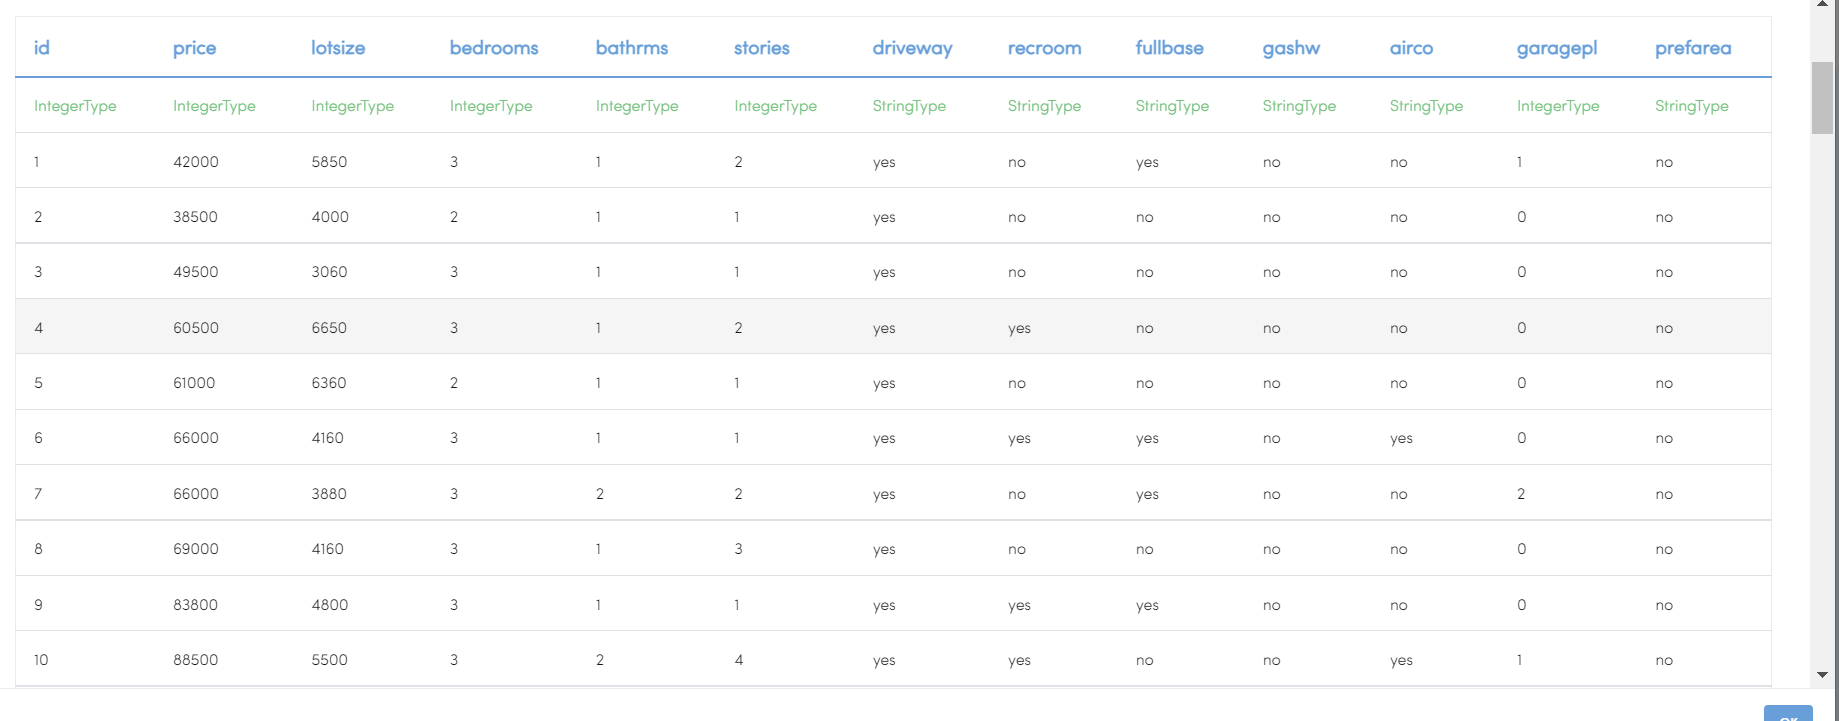 id price lotsize bedrooms bathrms stories driveway recroom fullbase gashw airco garagepl prefarea
IntegerType IntegerType IntegerType IntegerType IntegerType IntegerType StringType StringType StringType StringType StringType IntegerType StringType
1 42000 5850 3 1 2 yes no yes no no 1 no
2 38500 4000 2 1 1 yes no no no no 0 no
3 49500 3060 3 1 1 yes no no no no 0 no
4 60500 6650 3 1 2 yes yes no no no 0 no
5 61000 6360 2 1 1 yes no no no no 0 no
6 66000 4160 3 1 1 yes yes yes no yes 0 no
7 66000 3880 3 2 2 yes no yes no no 2 no
8 69000 4160 3 1 3 yes no no no no 0 no
9 83800 4800 3 1 1 yes yes yes no no 0 no
10 88500 5500 3 2 4 yes yes no no yes 1 no